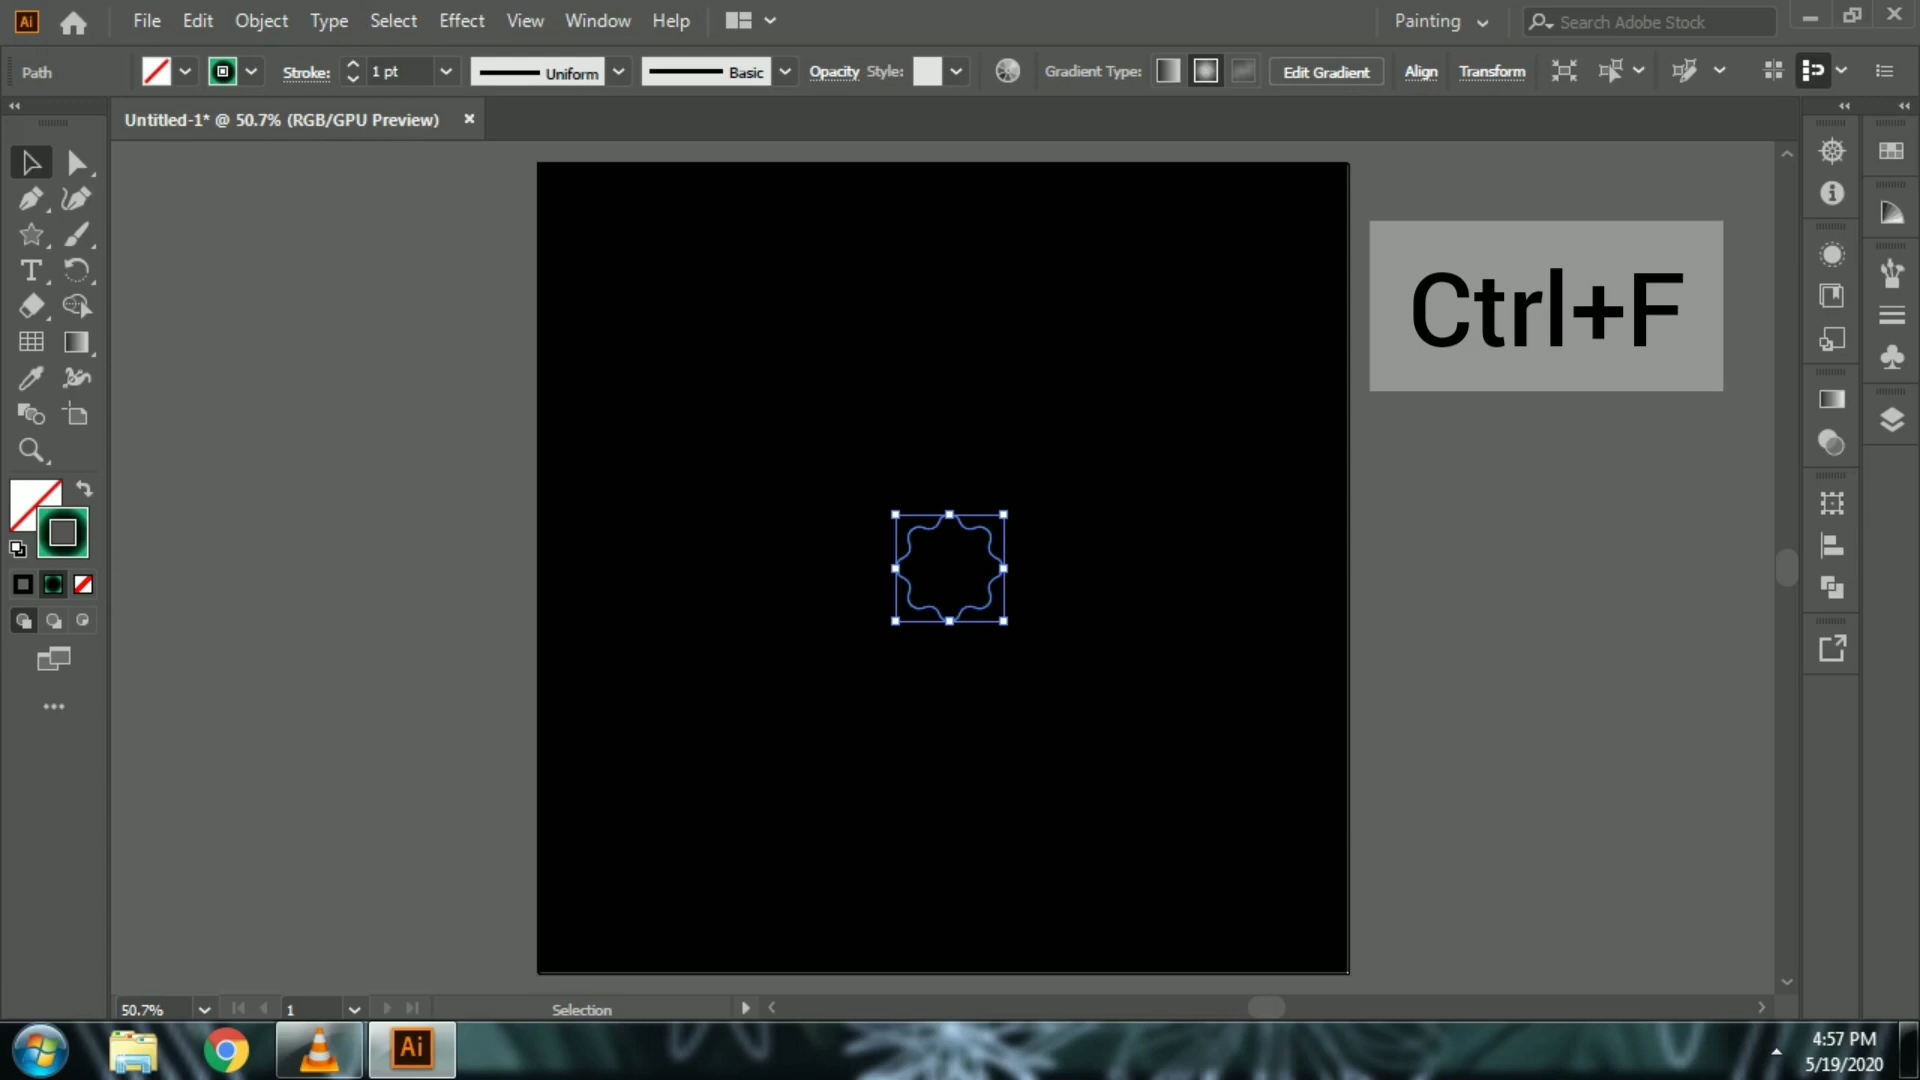 Ai File Edit Object Type Select Effect View Window Help Painting Search Adobe Stock
Path Stroke: 1 pt Uniform Basic Opacity Style: Gradient Type: Edit Gradient Align Transform
Untitled-1* @ 50.7% (RGB/GPU Preview)
Ctrl+F
50.7% 1 Selection
Ai
4:57 PM
5/19/2020